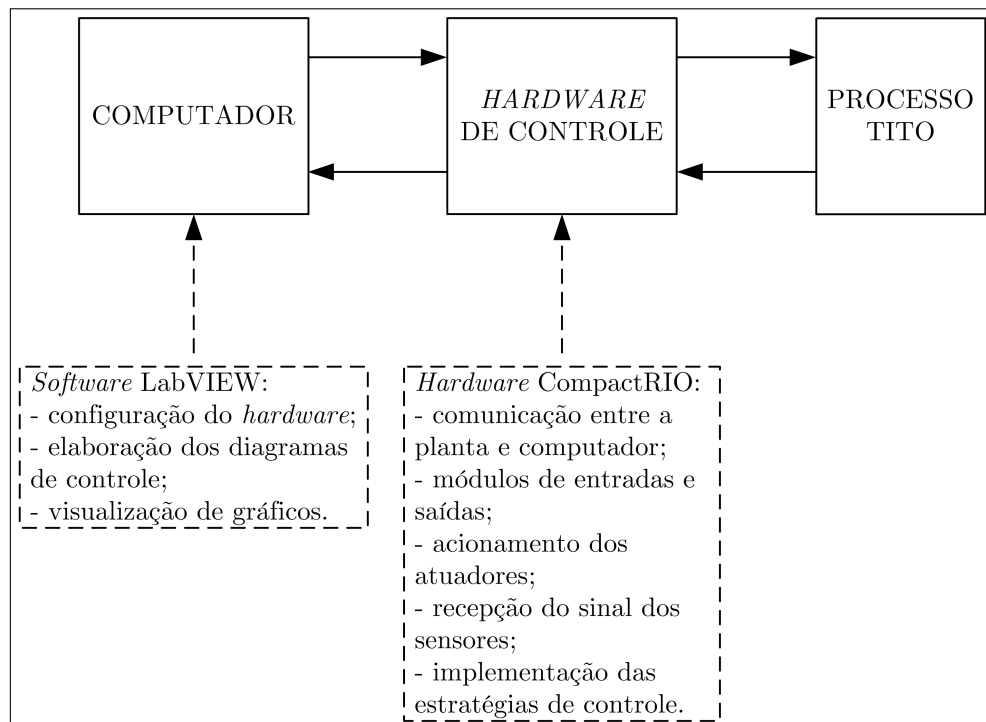 COMPUTADOR
HARDWARE
DE CONTROLE
PROCESSO
TITO
Software LabVIEW:
- configuração do hardware;
- elaboração dos diagramas
de controle;
- visualização de gráficos.
Hardware CompactRIO:
- comunicação entre a
planta e computador;
- módulos de entradas e
saídas;
- acionamento dos
atuadores;
- recepção do sinal dos
sensores;
- implementação das
estratégias de controle.